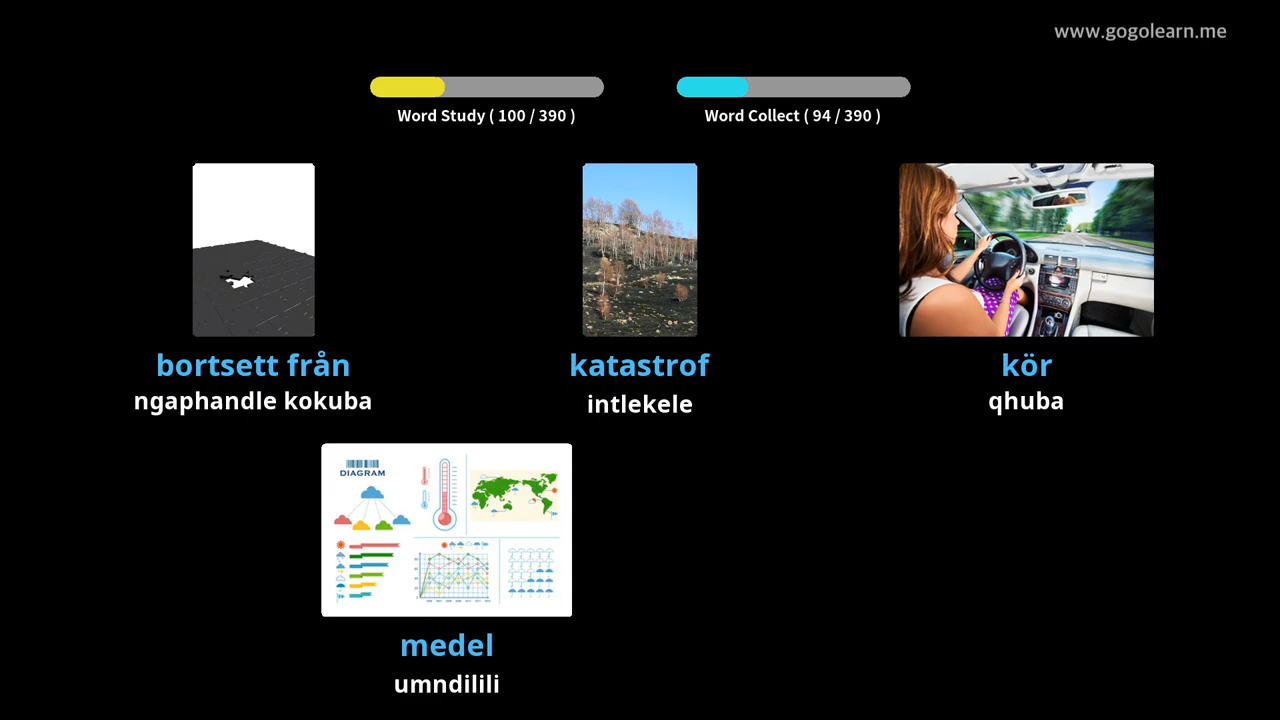 www.gogolearn.me
Word Study ( 100 / 390 )
Word Collect ( 94 / 390 )
bortsett från
ngaphandle kokuba
katastrof
intlekele
kör
qhuba
DIAGRAM
medel
umndilili